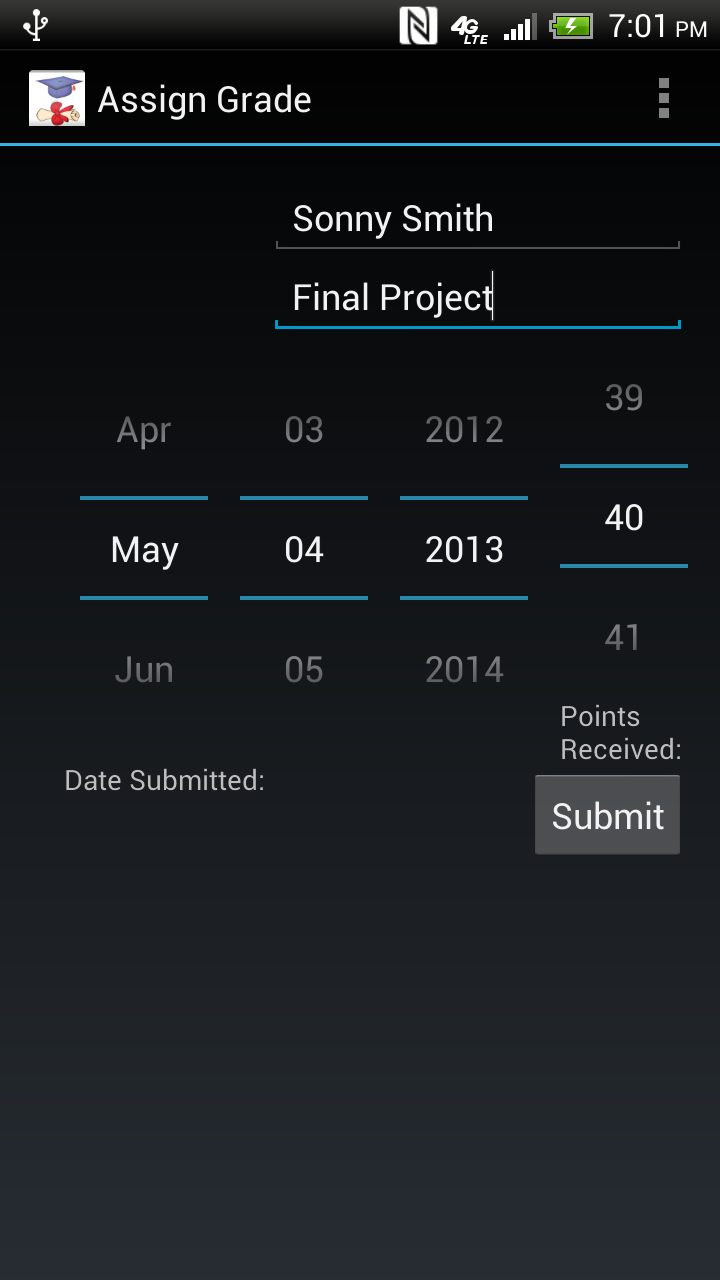 4G LTE 7:01 PM
Assign Grade
Sonny Smith
Final Project
39
Apr 03 2012
40
May 04 2013
41
Jun 05 2014
Points
Received:
Date Submitted:
Submit